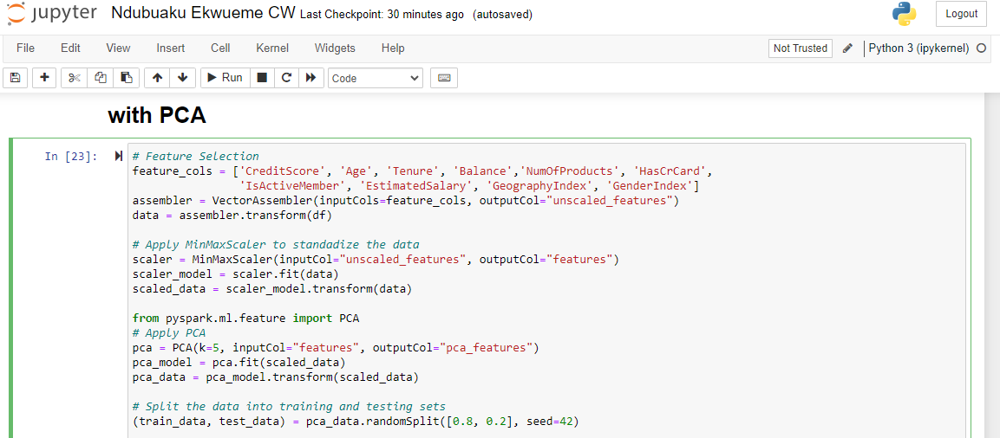 jupyter Ndubuaku Ekwueme CW Last Checkpoint: 30 minutes ago (autosaved)
Logout
File Edit View Insert Cell Kernel Widgets Help
Not Trusted Python 3 (ipykernel)
Run Code
with PCA
In [23]:
# Feature Selection
feature_cols = ['CreditScore', 'Age', 'Tenure', 'Balance','NumOfProducts', 'HasCrCard',
'IsActiveMember', 'EstimatedSalary', 'GeographyIndex', 'GenderIndex']
assembler = VectorAssembler(inputCols=feature_cols, outputCol="unscaled_features")
data = assembler.transform(df)
# Apply MinMaxScaler to standadize the data
scaler = MinMaxScaler(inputCol="unscaled_features", outputCol="features")
scaler_model = scaler.fit(data)
scaled_data = scaler_model.transform(data)
from pyspark.ml.feature import PCA
# Apply PCA
pca = PCA(k=5, inputCol="features", outputCol="pca_features")
pca_model = pca.fit(scaled_data)
pca_data = pca_model.transform(scaled_data)
# Split the data into training and testing sets
(train_data, test_data) = pca_data.randomSplit([0.8, 0.2], seed=42)